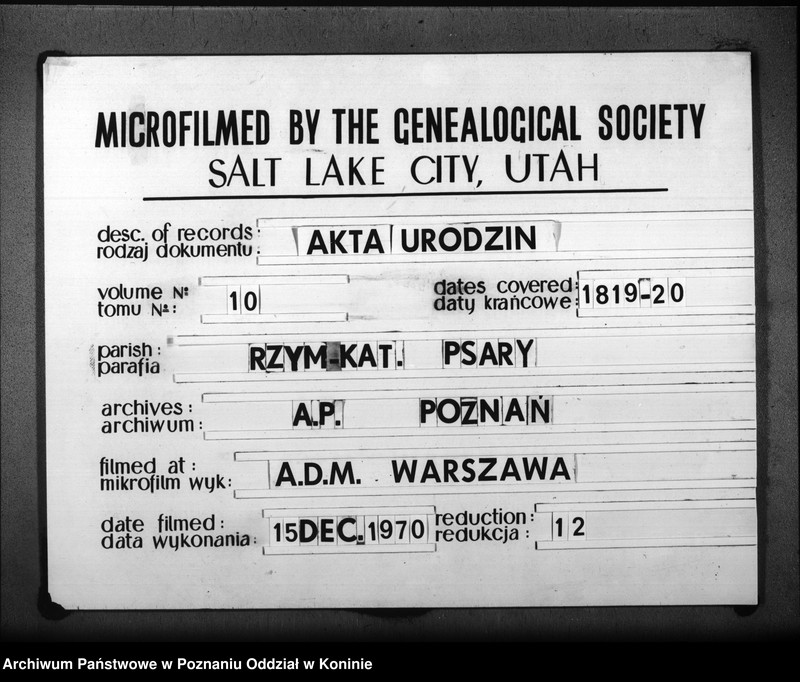 MICROFILMED BY THE GENEALOGICAL SOCIETY
SALT LAKE CITY, UTAH
desc. of records:
rodzaj dokumentu: AKTA URODZIN
volume №
tomu №: 10
dates covered:
daty krańcowe: 1819-20
parish:
parafia RZYM-KAT. PSARY
archives:
archiwum: A.P. POZNAŃ
filmed at:
mikrofilm wyk: A.D.M. WARSZAWA
date filmed:
data wykonania: 15 DEC. 1970
reduction:
redukcja: 12
Archiwum Państwowe w Poznaniu Oddział w Koninie